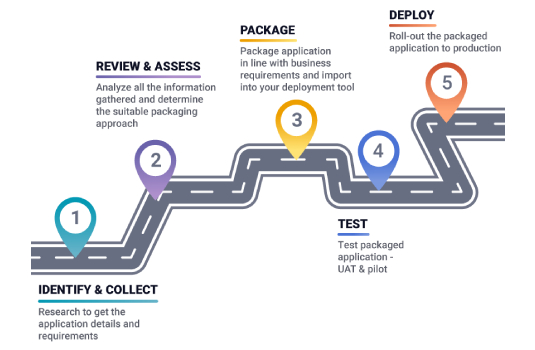 1
IDENTIFY & COLLECT
Research to get the
application details and
requirements
2
REVIEW & ASSESS
Analyze all the information
gathered and determine
the suitable packaging
approach
3
PACKAGE
Package application
in line with business
requirements and import
into your deployment tool
4
TEST
Test packaged
application -
UAT & pilot
5
DEPLOY
Roll-out the packaged
application to production